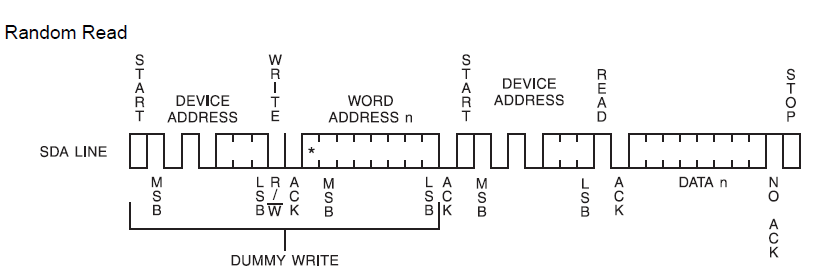 Random Read
START
DEVICE
ADDRESS
WRITE
WORD
ADDRESS n
START
DEVICE
ADDRESS
READ
STOP
SDA LINE
*
MSB
LSB
R/W
ACK
MSB
LSB
ACK
MSB
LSB
ACK
DATA n
NO ACK
DUMMY WRITE